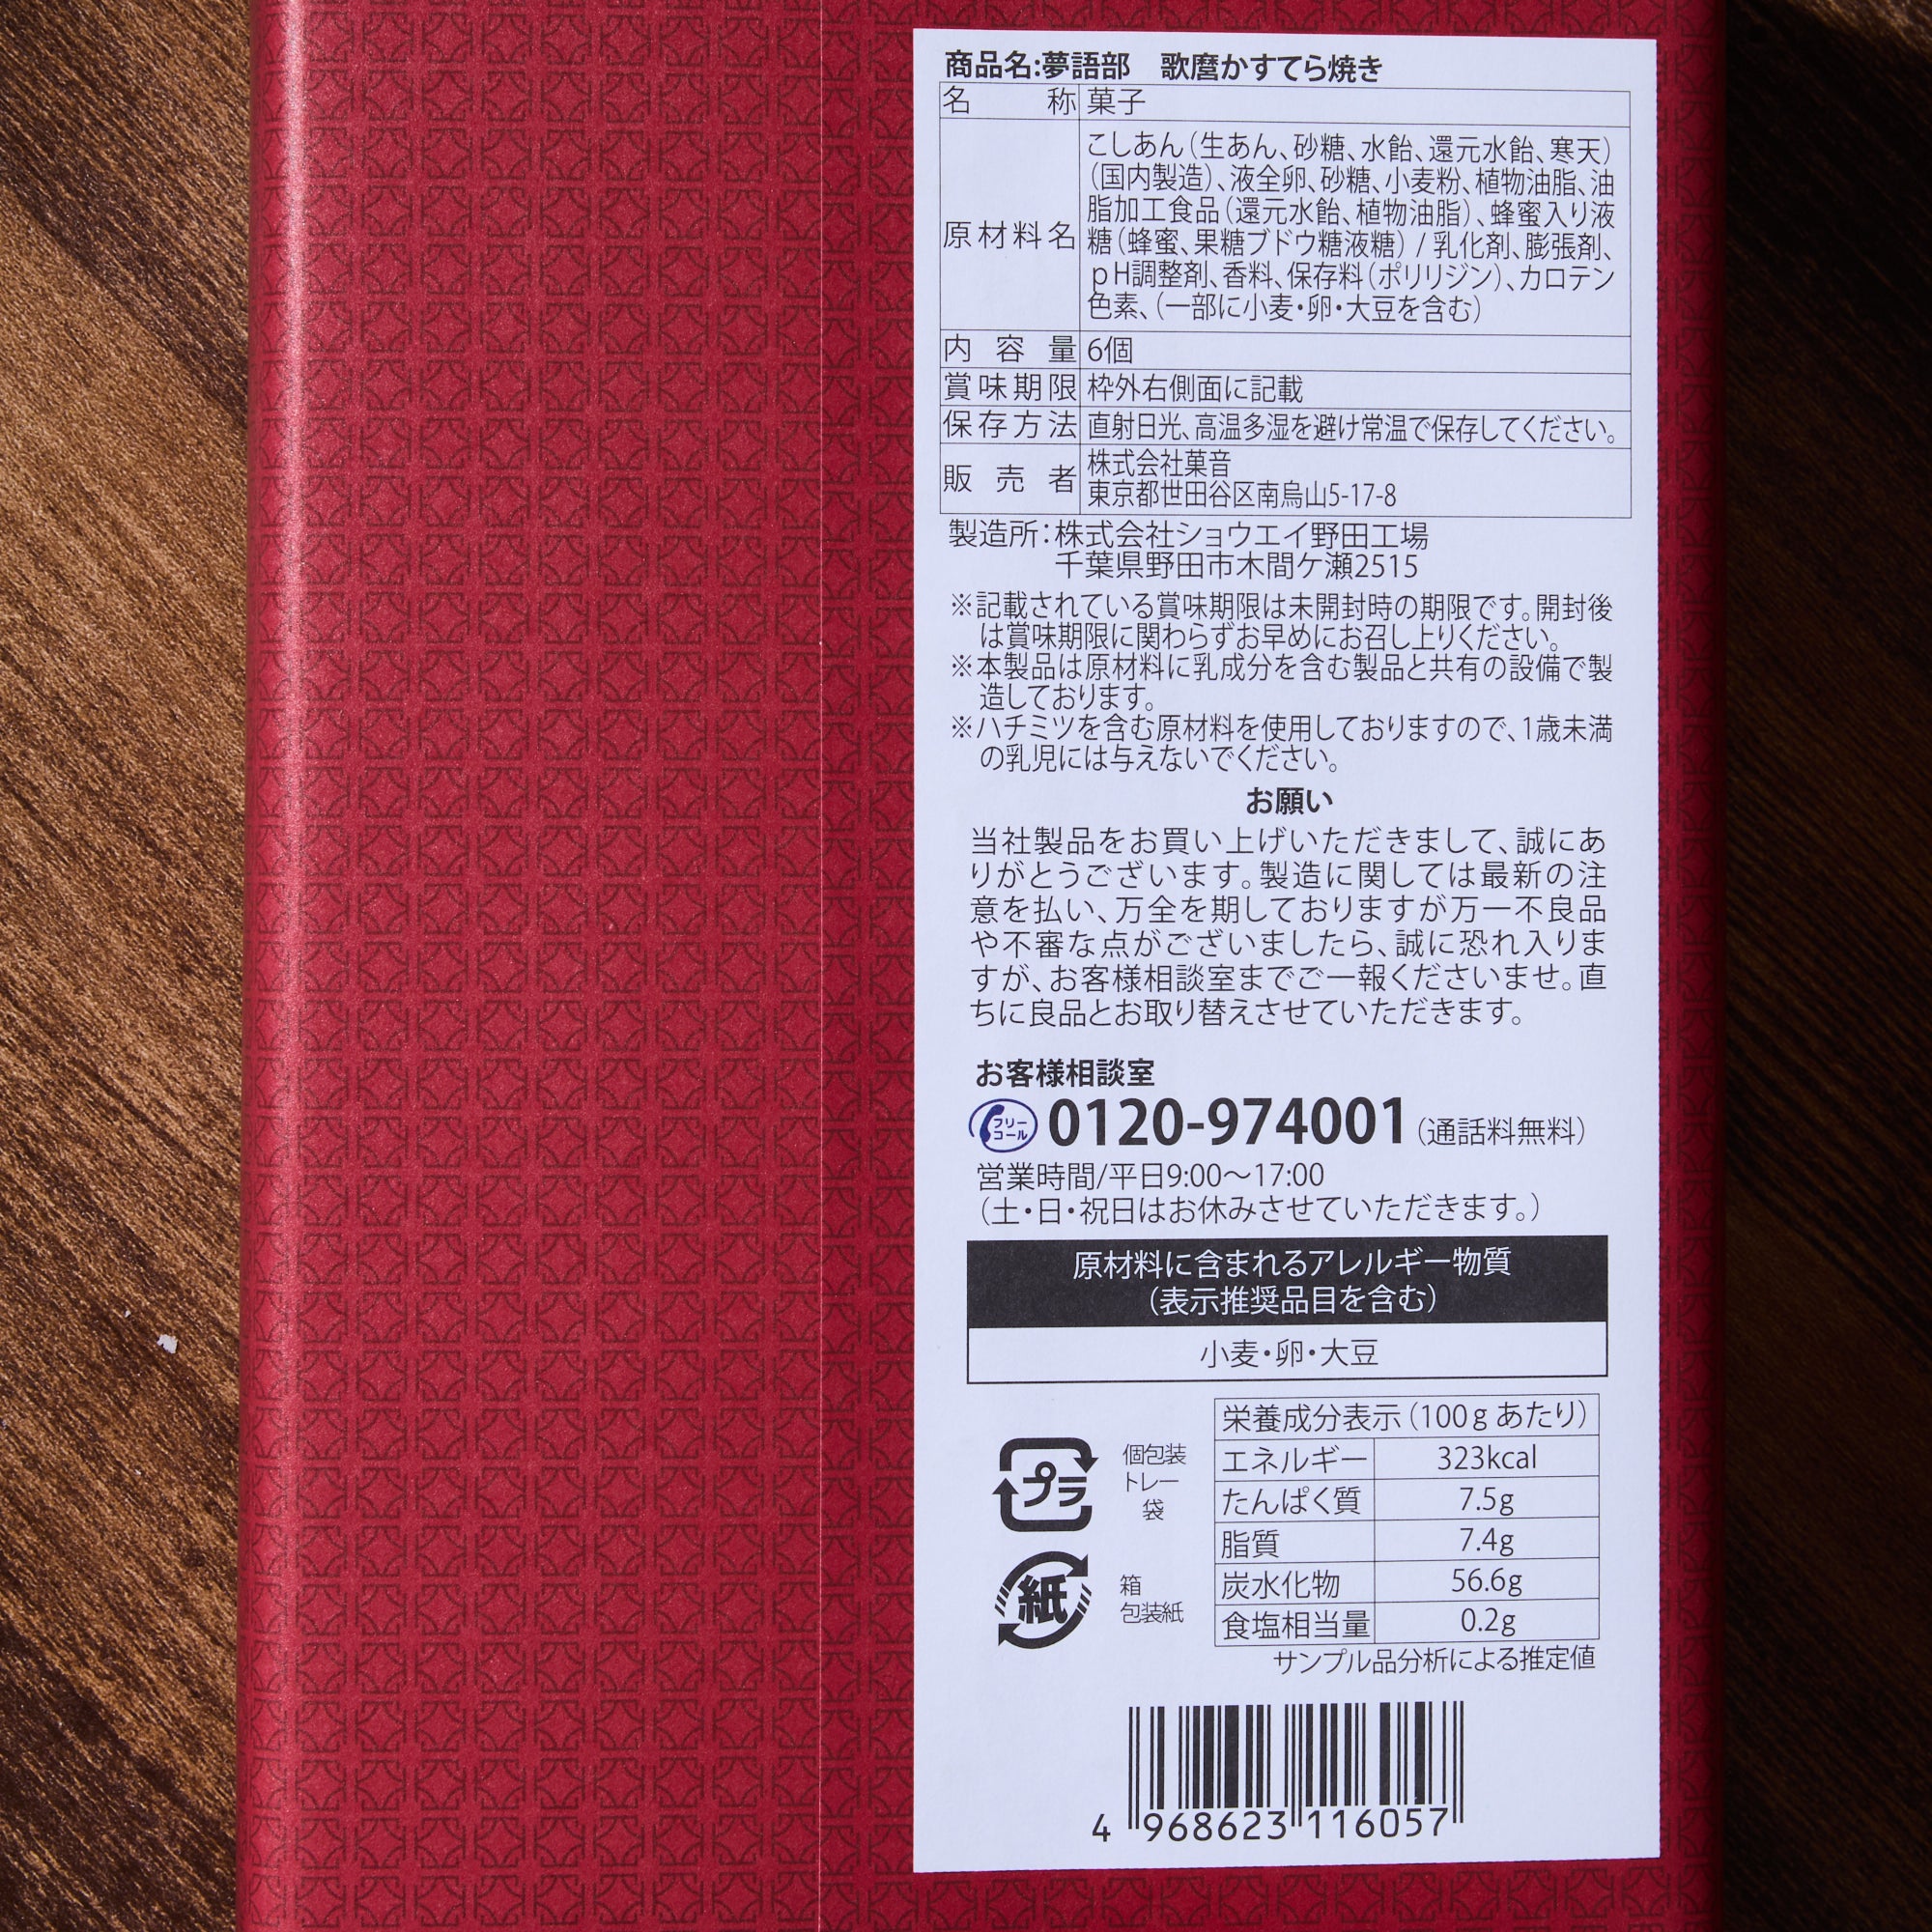 商品名:夢語部　歌麿かすてら焼き
名称 菓子
原材料名 こしあん(生あん、砂糖、水飴、還元水飴、寒天)
(国内製造)、液全卵、砂糖、小麦粉、植物油脂、油
脂加工食品(還元水飴、植物油脂)、蜂蜜入り液
糖(蜂蜜、果糖ブドウ糖液糖) / 乳化剤、膨張剤、
pH調整剤、香料、保存料(ポリリジン)、カロテン
色素、(一部に小麦・卵・大豆を含む)
内容量 6個
賞味期限 枠外右側面に記載
保存方法 直射日光、高温多湿を避け常温で保存してください。
販売者 株式会社菓音
東京都世田谷区南烏山5-17-8
製造所:株式会社ショウエイ野田工場
千葉県野田市木間ケ瀬2515
※記載されている賞味期限は未開封時の期限です。開封後
は賞味期限に関わらずお早めにお召し上りください。
※本製品は原材料に乳成分を含む製品と共有の設備で製
造しております。
※ハチミツを含む原材料を使用しておりますので、1歳未満
の乳児には与えないでください。
お願い
当社製品をお買い上げいただきまして、誠にあ
りがとうございます。製造に関しては最新の注
意を払い、万全を期しておりますが万一不良品
や不審な点がございましたら、誠に恐れ入りま
すが、お客様相談室までご一報くださいませ。直
ちに良品とお取り替えさせていただきます。
お客様相談室
フリー
コール
0120-974001(通話料無料)
営業時間/平日9:00〜17:00
(土・日・祝日はお休みさせていただきます。)
原材料に含まれるアレルギー物質
(表示推奨品目を含む)
小麦・卵・大豆
プラ
個包装
トレー
袋
紙
箱
包装紙
栄養成分表示(100gあたり)
エネルギー 323kcal
たんぱく質 7.5g
脂質 7.4g
炭水化物 56.6g
食塩相当量 0.2g
サンプル品分析による推定値
4 968623 116057